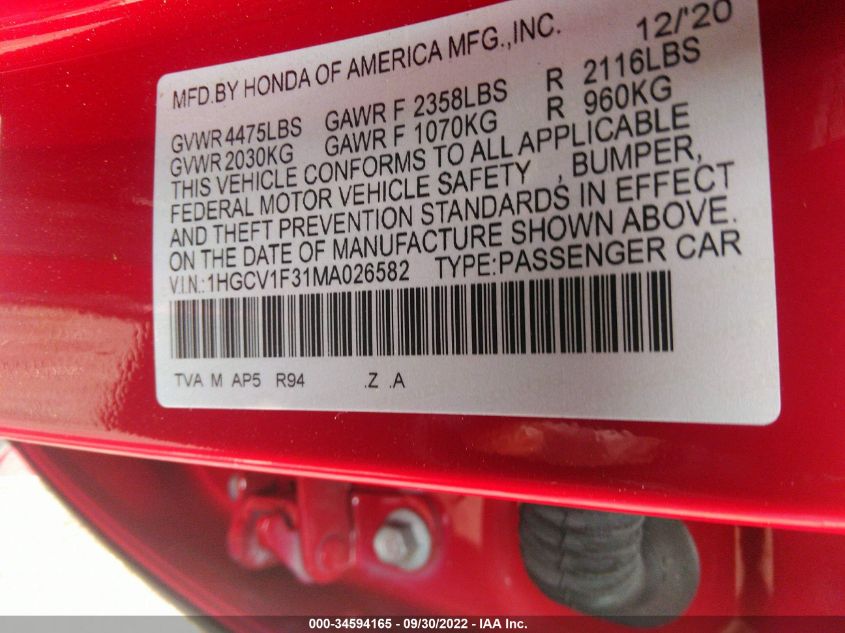 MFD.BY HONDA OF AMERICA MFG.,INC. 12/'20
GVWR 4475LBS GAWR F 2358LBS R 2116LBS
GVWR 2030KG GAWR F 1070KG R 960KG
THIS VEHICLE CONFORMS TO ALL APPLICABLE
FEDERAL MOTOR VEHICLE SAFETY , BUMPER,
AND THEFT PREVENTION STANDARDS IN EFFECT
ON THE DATE OF MANUFACTURE SHOWN ABOVE.
V.I.N.:1HGCV1F31MA026582 TYPE:PASSENGER CAR
TVA M AP5 R94 .Z .A
000-34594165 - 09/30/2022 - IAA Inc.